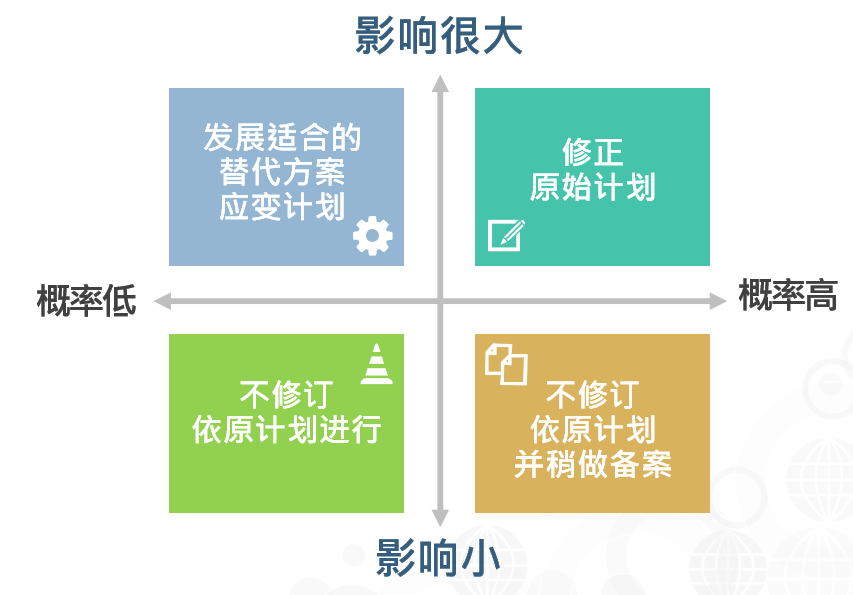 影响很大
发展适合的
替代方案
应变计划
修正
原始计划
概率低
概率高
不修订
依原计划进行
不修订
依原计划
并稍做备案
影响小